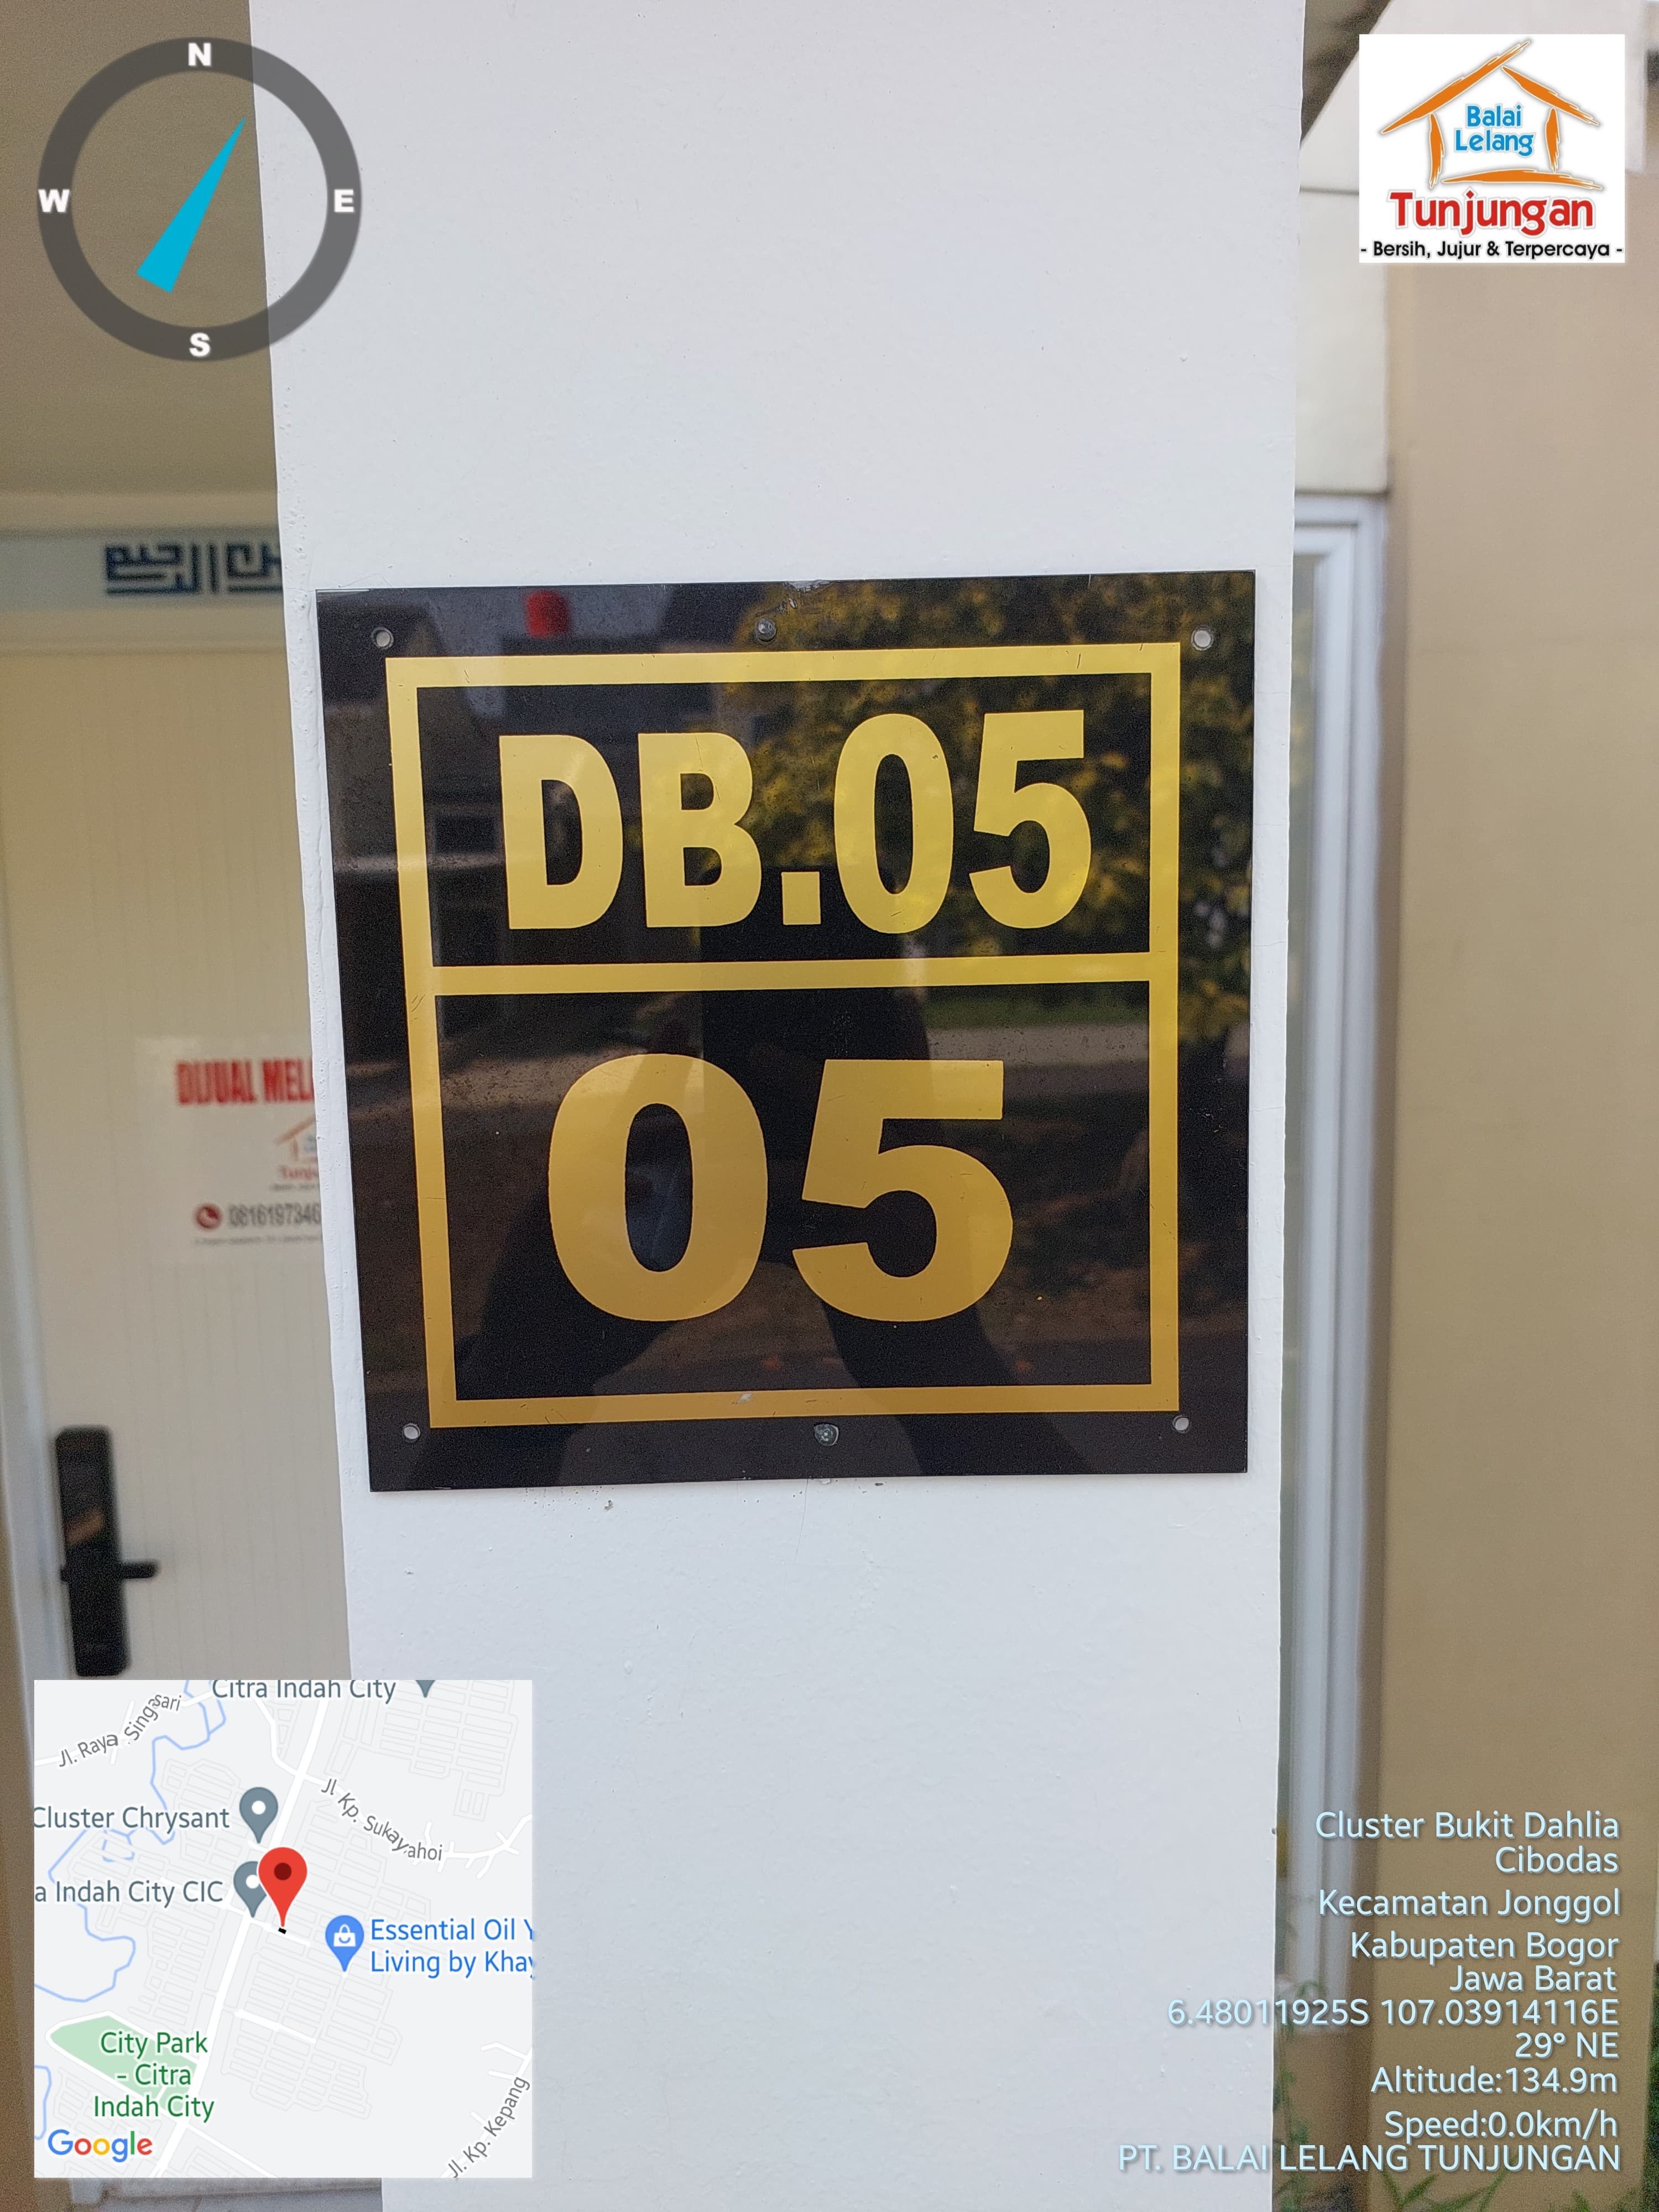 N
W
E
S
Balai
Lelang
Tunjungan
- Bersih, Jujur & Terpercaya -
DB.05
05
DIJUAL
Citra Indah City
Jl. Raya Singasari
Jl Kp. Sukayahoi
Cluster Chrysant
a Indah City CIC
Essential Oil Y
Living by Khay
City Park
- Citra
Indah City
Jl. Kp. Kepang
Google
Cluster Bukit Dahlia
Cibodas
Kecamatan Jonggol
Kabupaten Bogor
Jawa Barat
6.48011925S 107.03914116E
29° NE
Altitude:134.9m
Speed:0.0km/h
PT. BALAI LELANG TUNJUNGAN